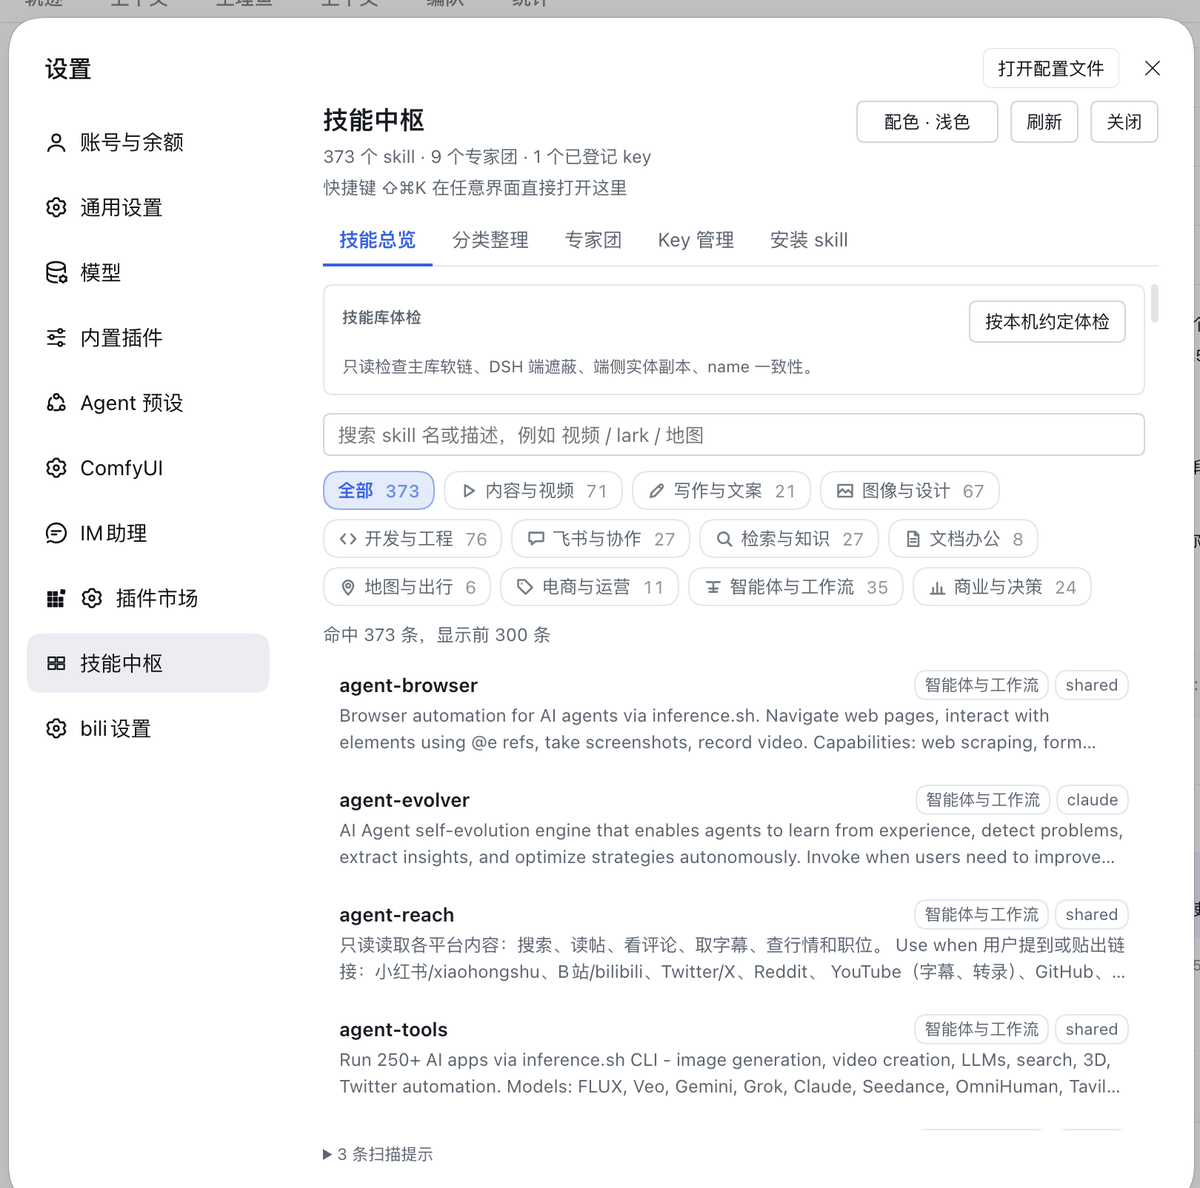 设置
打开配置文件
账号与余额
通用设置
模型
内置插件
Agent 预设
ComfyUI
IM助理
插件市场
技能中枢
bili设置
技能中枢
配色 · 浅色
刷新
关闭
373 个 skill · 9 个专家团 · 1 个已登记 key
快捷键 ⇧⌘K 在任意界面直接打开这里
技能总览
分类整理
专家团
Key 管理
安装 skill
技能库体检
按本机约定体检
只读检查主库软链、DSH 端遮蔽、端侧实体副本、name 一致性。
搜索 skill 名或描述，例如 视频 / lark / 地图
全部 373
内容与视频 71
写作与文案 21
图像与设计 67
开发与工程 76
飞书与协作 27
检索与知识 27
文档办公 8
地图与出行 6
电商与运营 11
智能体与工作流 35
商业与决策 24
命中 373 条，显示前 300 条
agent-browser
智能体与工作流
shared
Browser automation for AI agents via inference.sh. Navigate web pages, interact with
elements using @e refs, take screenshots, record video. Capabilities: web scraping, form...
agent-evolver
智能体与工作流
claude
AI Agent self-evolution engine that enables agents to learn from experience, detect problems,
extract insights, and optimize strategies autonomously. Invoke when users need to improve...
agent-reach
智能体与工作流
shared
只读读取各平台内容：搜索、读帖、看评论、取字幕、查行情和职位。 Use when 用户提到或贴出链
接：小红书/xiaohongshu、B站/bilibili、Twitter/X、Reddit、 YouTube（字幕、转录）、GitHub、...
agent-tools
智能体与工作流
shared
Run 250+ AI apps via inference.sh CLI - image generation, video creation, LLMs, search, 3D,
Twitter automation. Models: FLUX, Veo, Gemini, Grok, Claude, Seedance, OmniHuman, Tavil...
3 条扫描提示